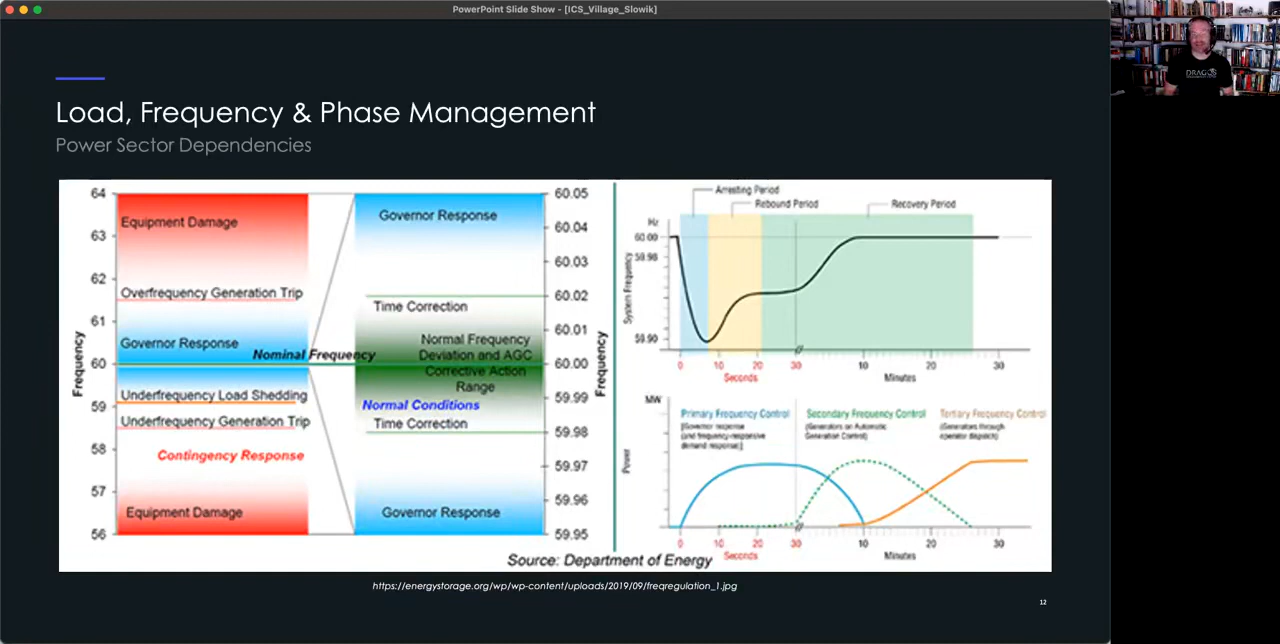 PowerPoint Slide Show - [ICS_Village_Slowik]
DRAGOS
Load, Frequency & Phase Management
Power Sector Dependencies
64
63
62
61
60
59
58
57
56
Frequency
Equipment Damage
Overfrequency Generation Trip
Governor Response
Nominal Frequency
Underfrequency Load Shedding
Underfrequency Generation Trip
Contingency Response
Equipment Damage
Governor Response
Time Correction
Normal Frequency
Deviation and AGC
Corrective Action
Range
Normal Conditions
Time Correction
Governor Response
60.05
60.04
60.03
60.02
60.01
60.00
59.99
59.98
59.97
59.96
59.95
Frequency
Arresting Period
Rebound Period
Recovery Period
Hz
60.00
59.98
59.90
System Frequency
0 10 20 30 10 20 30
Seconds
Minutes
MW
Power
Primary Frequency Control
[Governor response
(and frequency-responsive
demand response)]
Secondary Frequency Control
(Generators on Automatic
Generation Control)
Tertiary Frequency Control
(Generators through
operator dispatch)
0 10 20 30 10 20 30
Seconds
Minutes
Source: Department of Energy
https://energystorage.org/wp/wp-content/uploads/2019/09/freqregulation_1.jpg
12